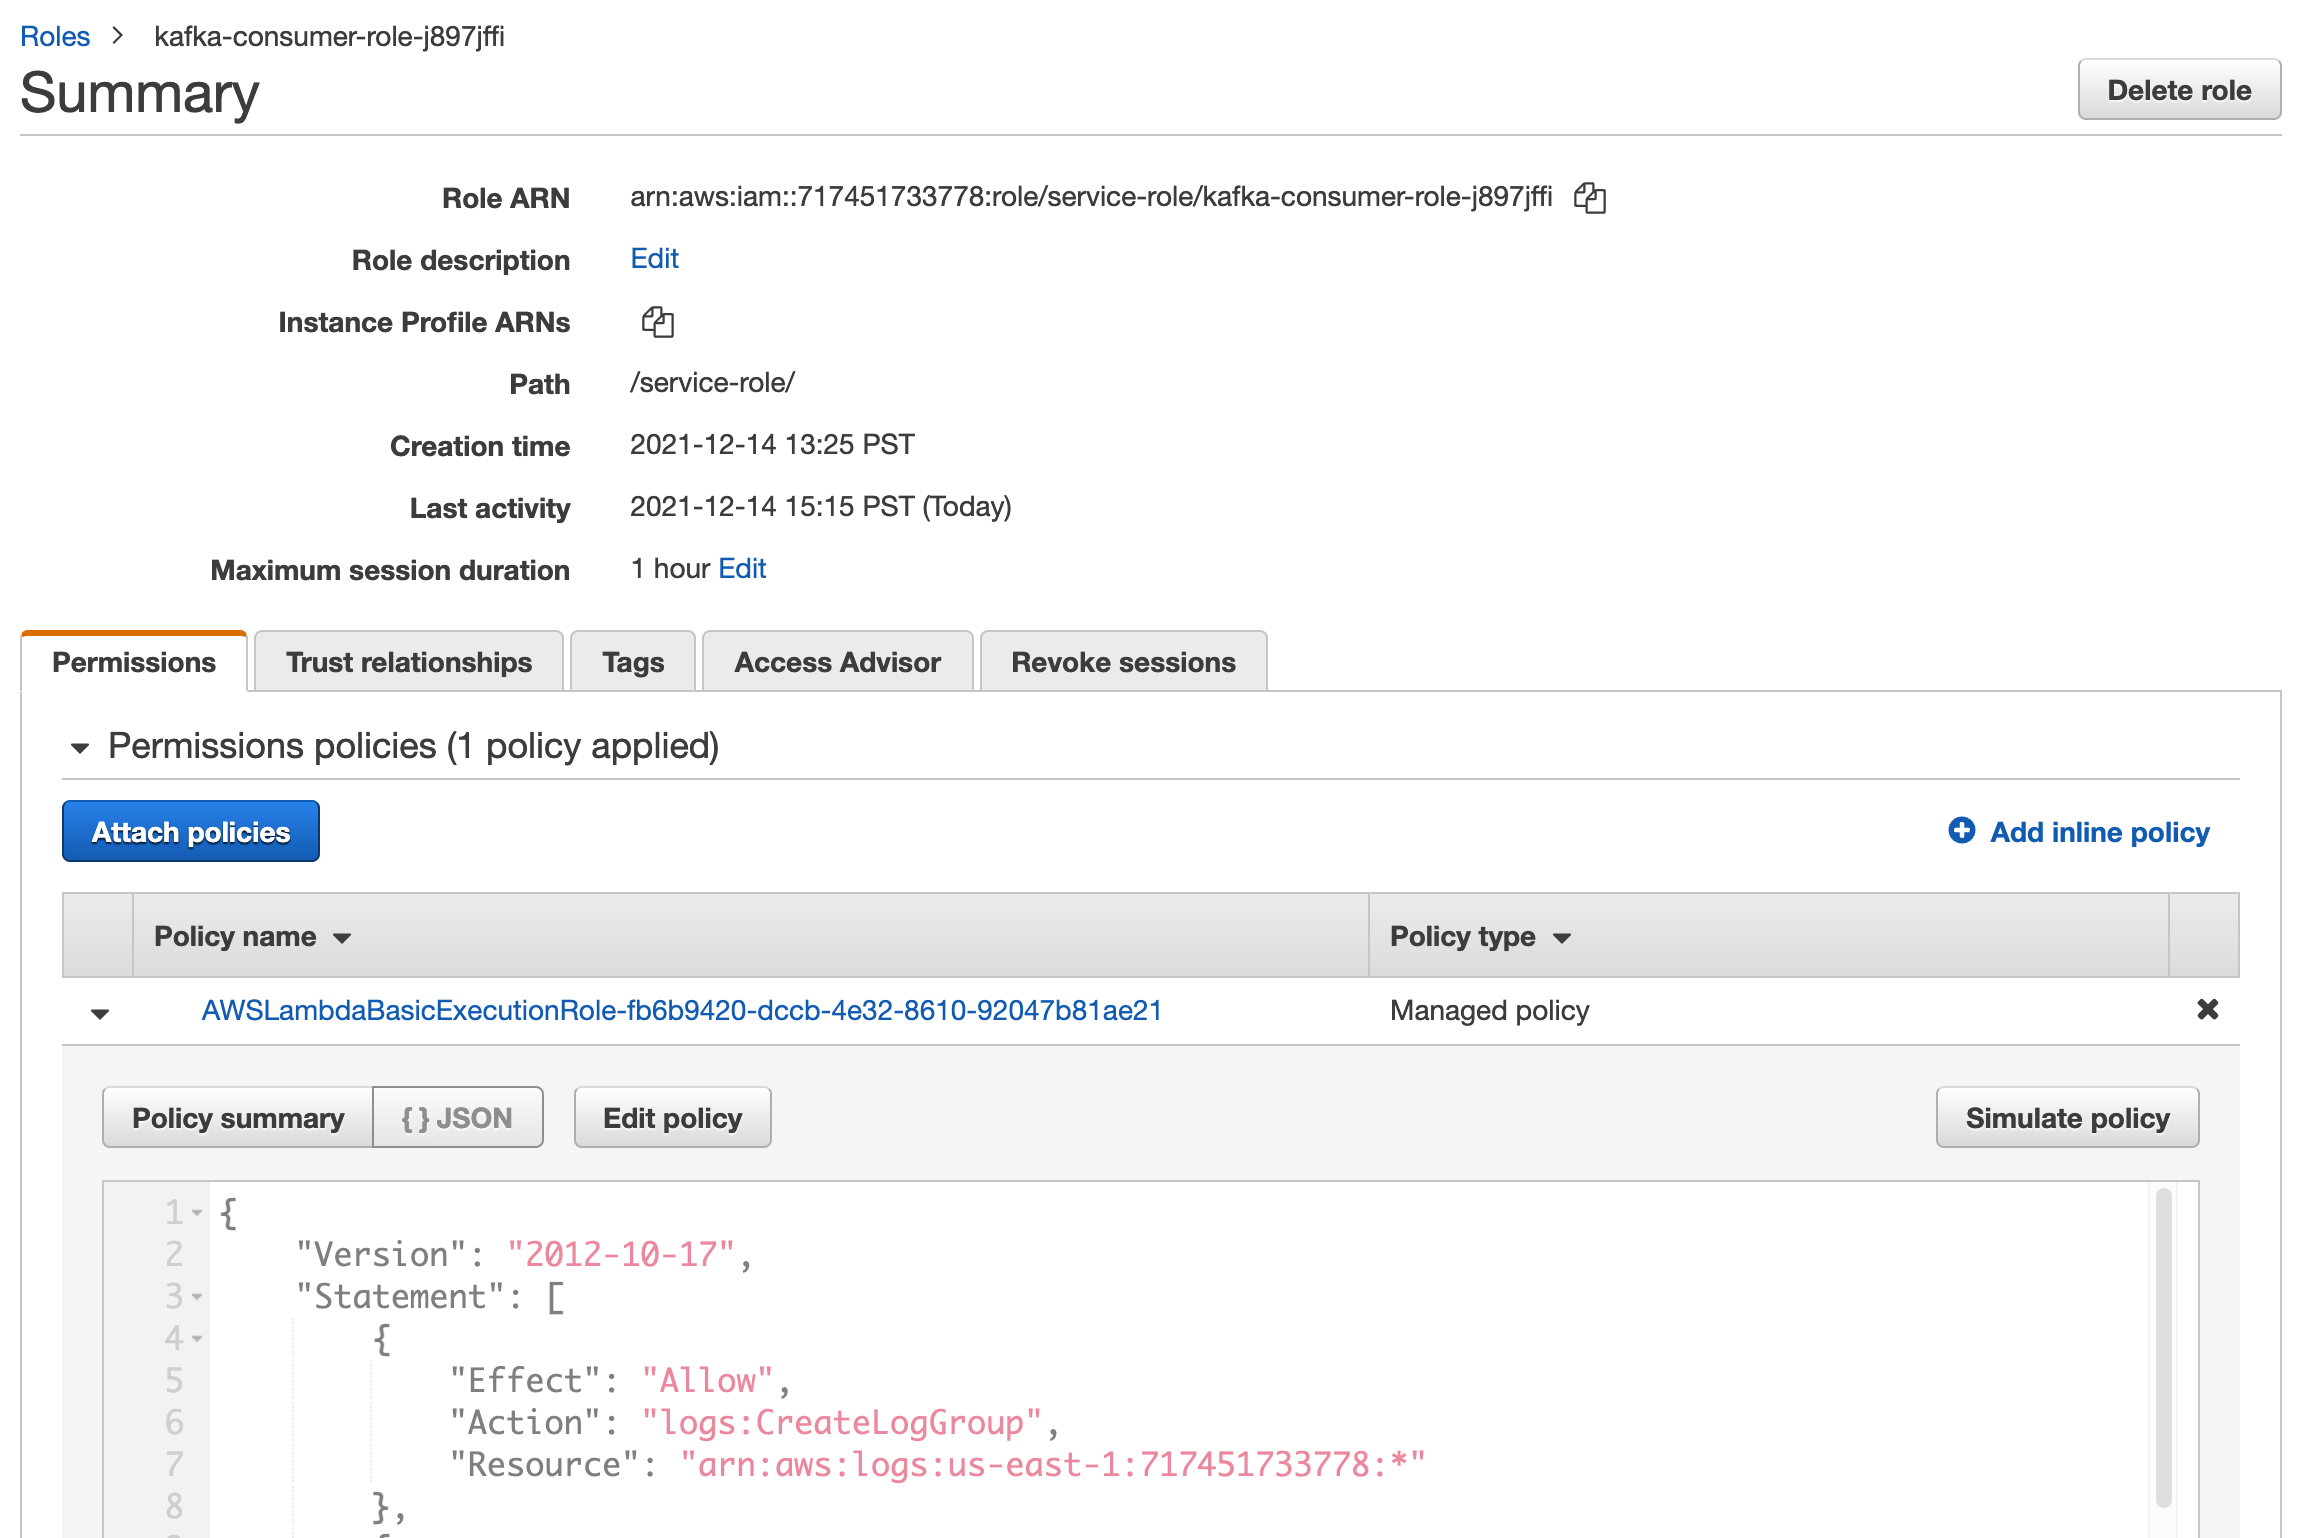 Roles > kafka-consumer-role-j897jffi
Summary
Delete role
Role ARN arn:aws:iam::717451733778:role/service-role/kafka-consumer-role-j897jffi
Role description Edit
Instance Profile ARNs
Path /service-role/
Creation time 2021-12-14 13:25 PST
Last activity 2021-12-14 15:15 PST (Today)
Maximum session duration 1 hour Edit
Permissions Trust relationships Tags Access Advisor Revoke sessions
Permissions policies (1 policy applied)
Attach policies Add inline policy
Policy name Policy type
AWSLambdaBasicExecutionRole-fb6b9420-dccb-4e32-8610-92047b81ae21 Managed policy
Policy summary {} JSON Edit policy Simulate policy
1 {
2 "Version": "2012-10-17",
3 "Statement": [
4 {
5 "Effect": "Allow",
6 "Action": "logs:CreateLogGroup",
7 "Resource": "arn:aws:logs:us-east-1:717451733778:*"
8 },